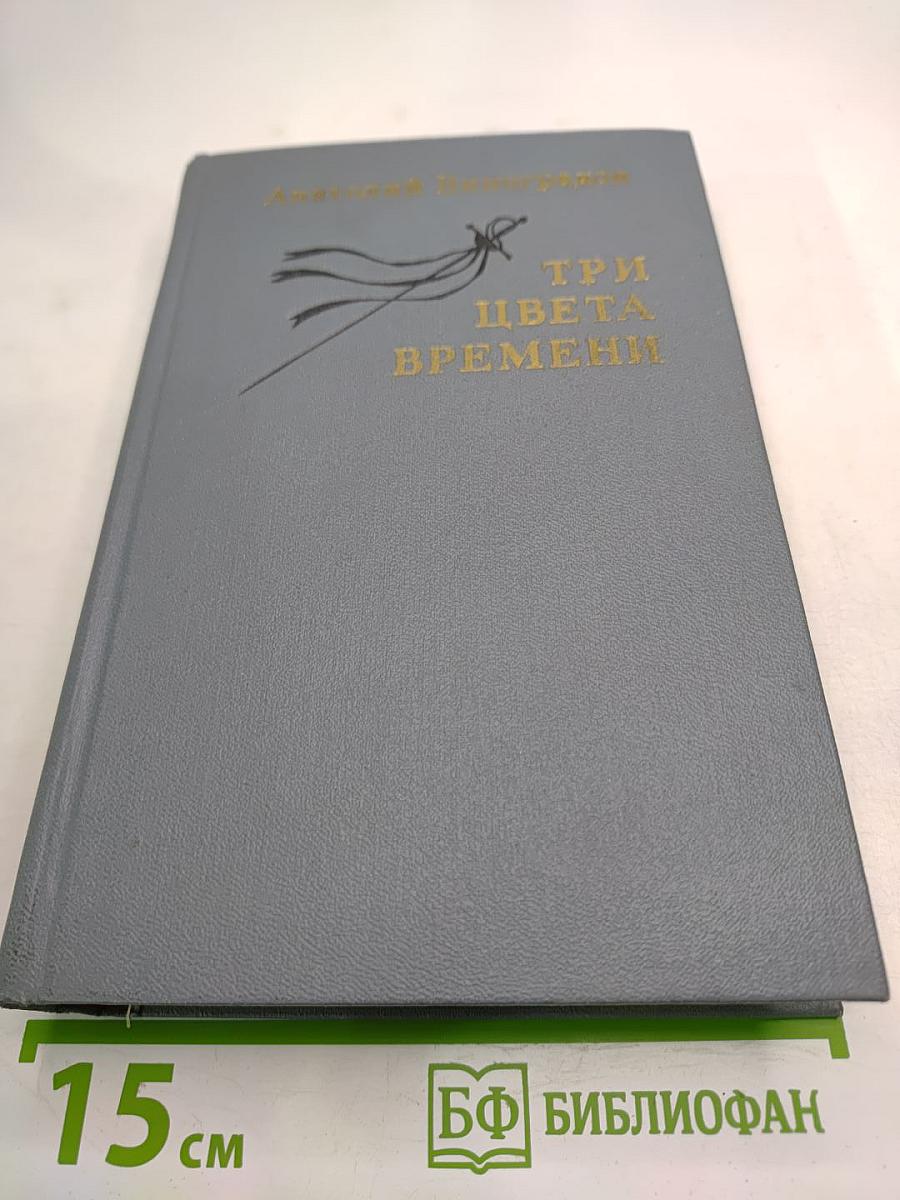 Анатолий Виноградов
ТРИ
ЦВЕТА
ВРЕМЕНИ
15 см
БФ БИБЛИОФАН